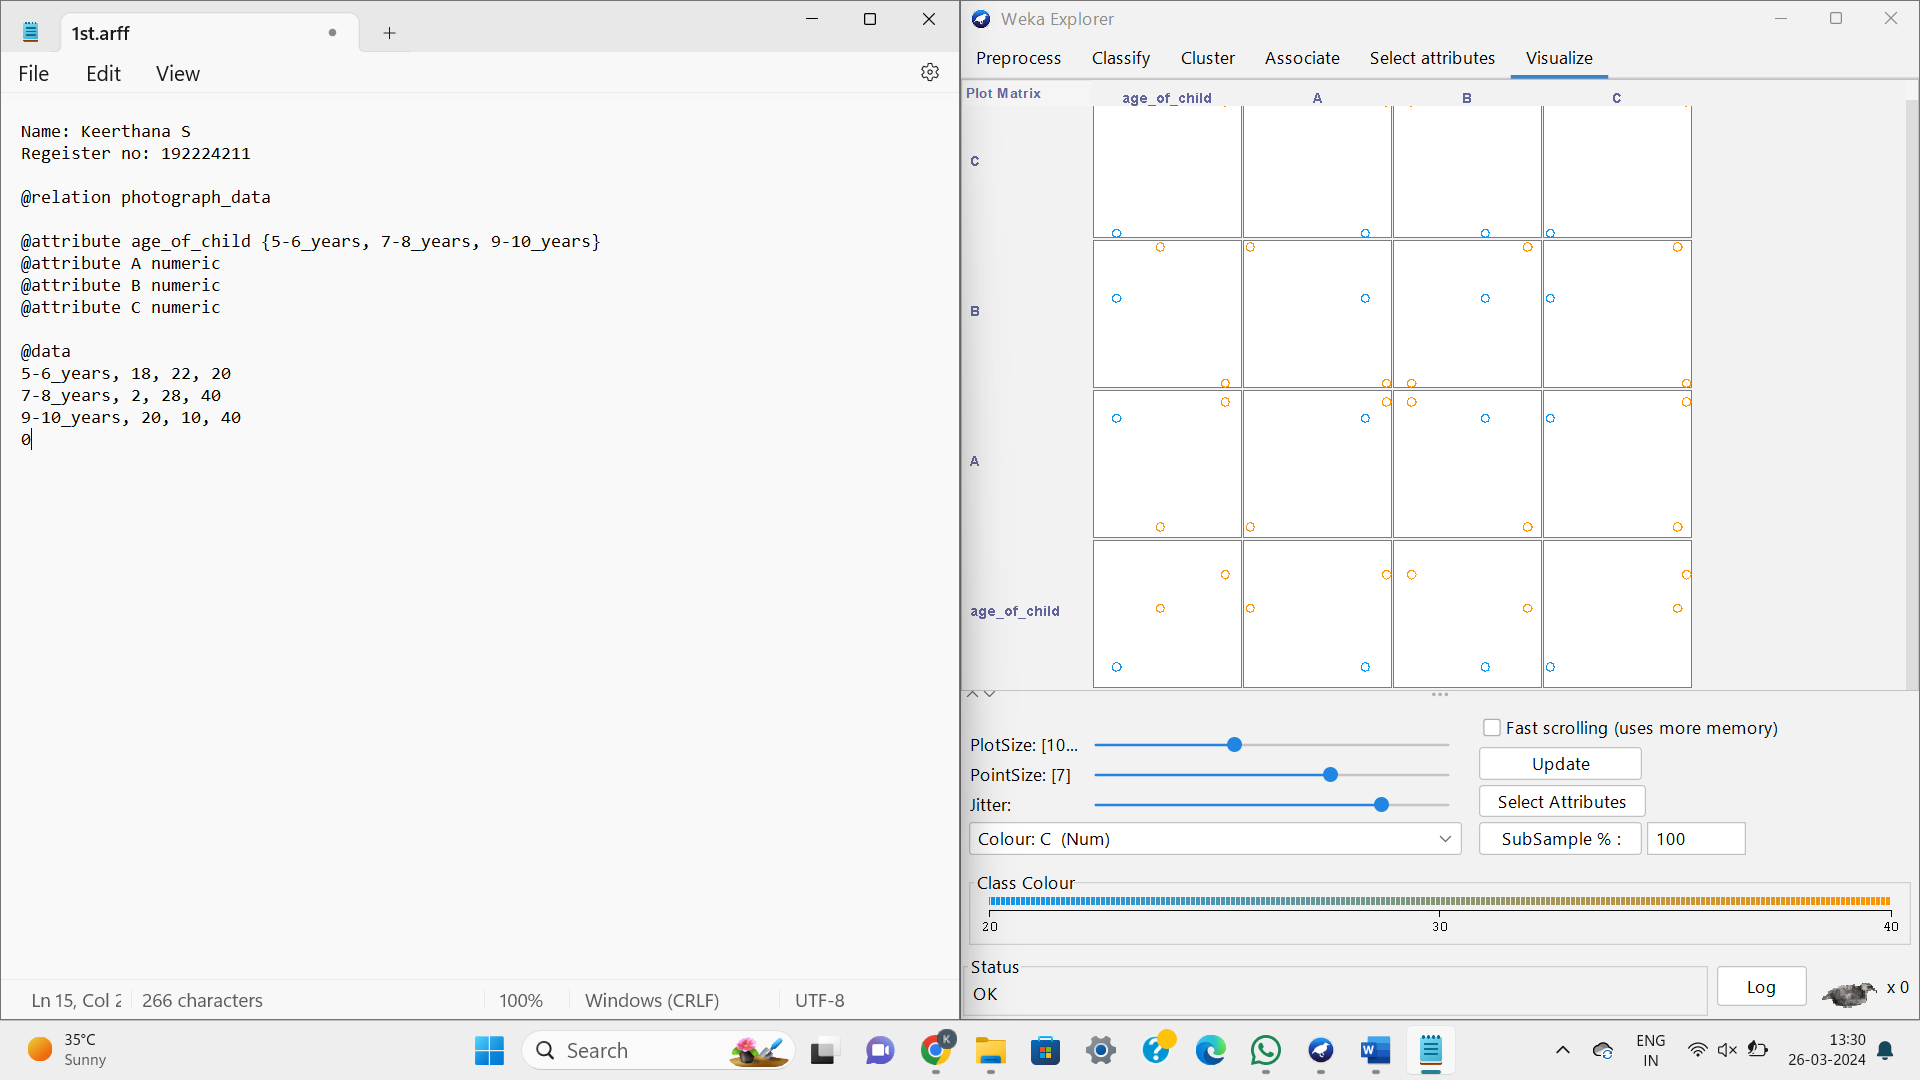 1st.arff
File Edit View
Name: Keerthana S
Regeister no: 192224211
@relation photograph_data
@attribute age_of_child {5-6_years, 7-8_years, 9-10_years}
@attribute A numeric
@attribute B numeric
@attribute C numeric
@data
5-6_years, 18, 22, 20
7-8_years, 2, 28, 40
9-10_years, 20, 10, 40
0
Ln 15, Col 2 266 characters 100% Windows (CRLF) UTF-8
Weka Explorer
Preprocess Classify Cluster Associate Select attributes Visualize
Plot Matrix age_of_child A B C
C
B
A
age_of_child
PlotSize: [10...
PointSize: [7]
Jitter:
Colour: C (Num)
Fast scrolling (uses more memory)
Update
Select Attributes
SubSample % : 100
Class Colour
20 30 40
Status
OK
Log x 0
35°C
Sunny
Search
K
W
ENG
IN
13:30
26-03-2024